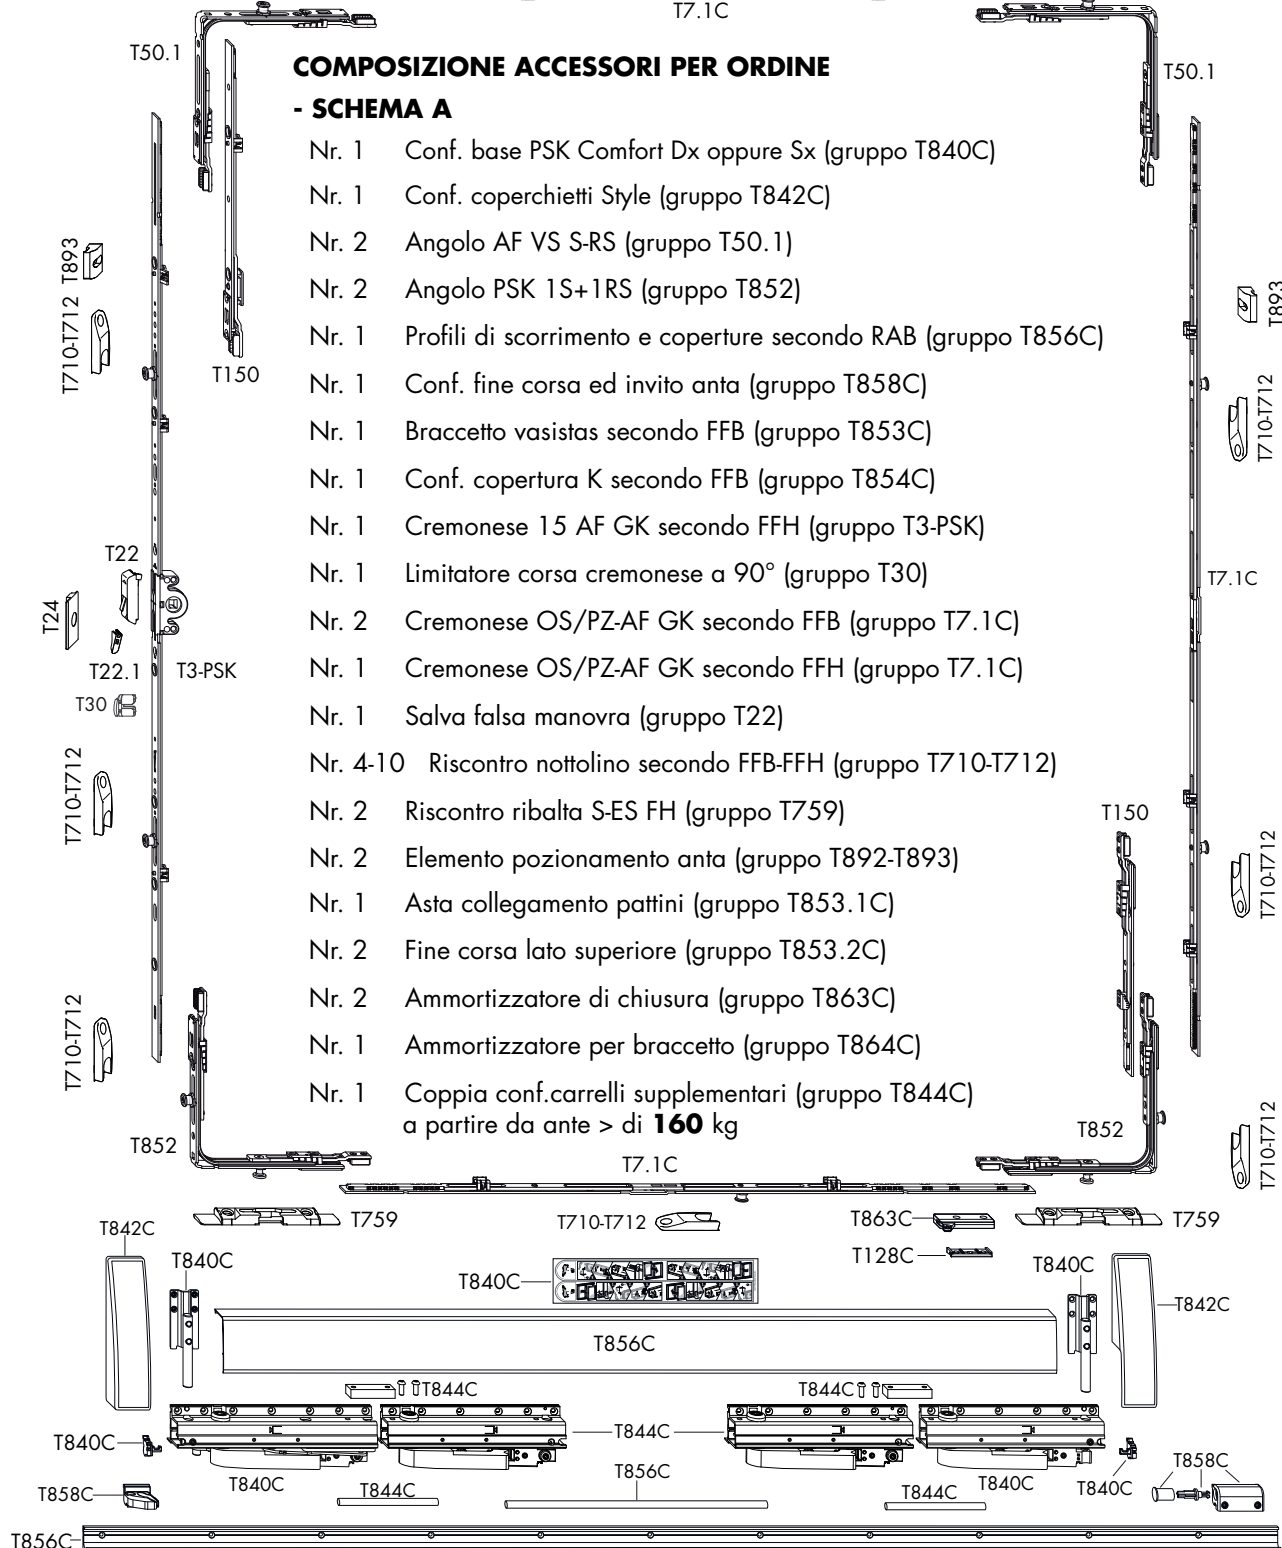 T7.1C
T50.1
T50.1
COMPOSIZIONE ACCESSORI PER ORDINE
- SCHEMA A
Nr. 1 Conf. base PSK Comfort Dx oppure Sx (gruppo T840C)
Nr. 1 Conf. coperchietti Style (gruppo T842C)
Nr. 2 Angolo AF VS S-RS (gruppo T50.1)
Nr. 2 Angolo PSK 1S+1RS (gruppo T852)
Nr. 1 Profili di scorrimento e coperture secondo RAB (gruppo T856C)
Nr. 1 Conf. fine corsa ed invito anta (gruppo T858C)
Nr. 1 Braccetto vasistas secondo FFB (gruppo T853C)
Nr. 1 Conf. copertura K secondo FFB (gruppo T854C)
Nr. 1 Cremonese 15 AF GK secondo FFH (gruppo T3-PSK)
Nr. 1 Limitatore corsa cremonese a 90° (gruppo T30)
Nr. 2 Cremonese OS/PZ-AF GK secondo FFB (gruppo T7.1C)
Nr. 1 Cremonese OS/PZ-AF GK secondo FFH (gruppo T7.1C)
Nr. 1 Salva falsa manovra (gruppo T22)
Nr. 4-10 Riscontro nottolino secondo FFB-FFH (gruppo T710-T712)
Nr. 2 Riscontro ribalta S-ES FH (gruppo T759)
Nr. 2 Elemento pozionamento anta (gruppo T892-T893)
Nr. 1 Asta collegamento pattini (gruppo T853.1C)
Nr. 2 Fine corsa lato superiore (gruppo T853.2C)
Nr. 2 Ammortizzatore di chiusura (gruppo T863C)
Nr. 1 Ammortizzatore per braccetto (gruppo T864C)
Nr. 1 Coppia conf.carrelli supplementari (gruppo T844C)
a partire da ante > di 160 kg
T893
T710-T712
T150
T22
T24
T22.1
T3-PSK
T30
T710-T712
T710-T712
T852
T893
T710-T712
T7.1C
T150
T710-T712
T852
T710-T712
T7.1C
T759
T710-T712
T863C
T759
T842C
T840C
T840C
T128C
T840C
T842C
T856C
T844C
T844C
T844C
T840C
T840C
T856C
T840C
T840C
T858C
T858C
T844C
T844C
T856C